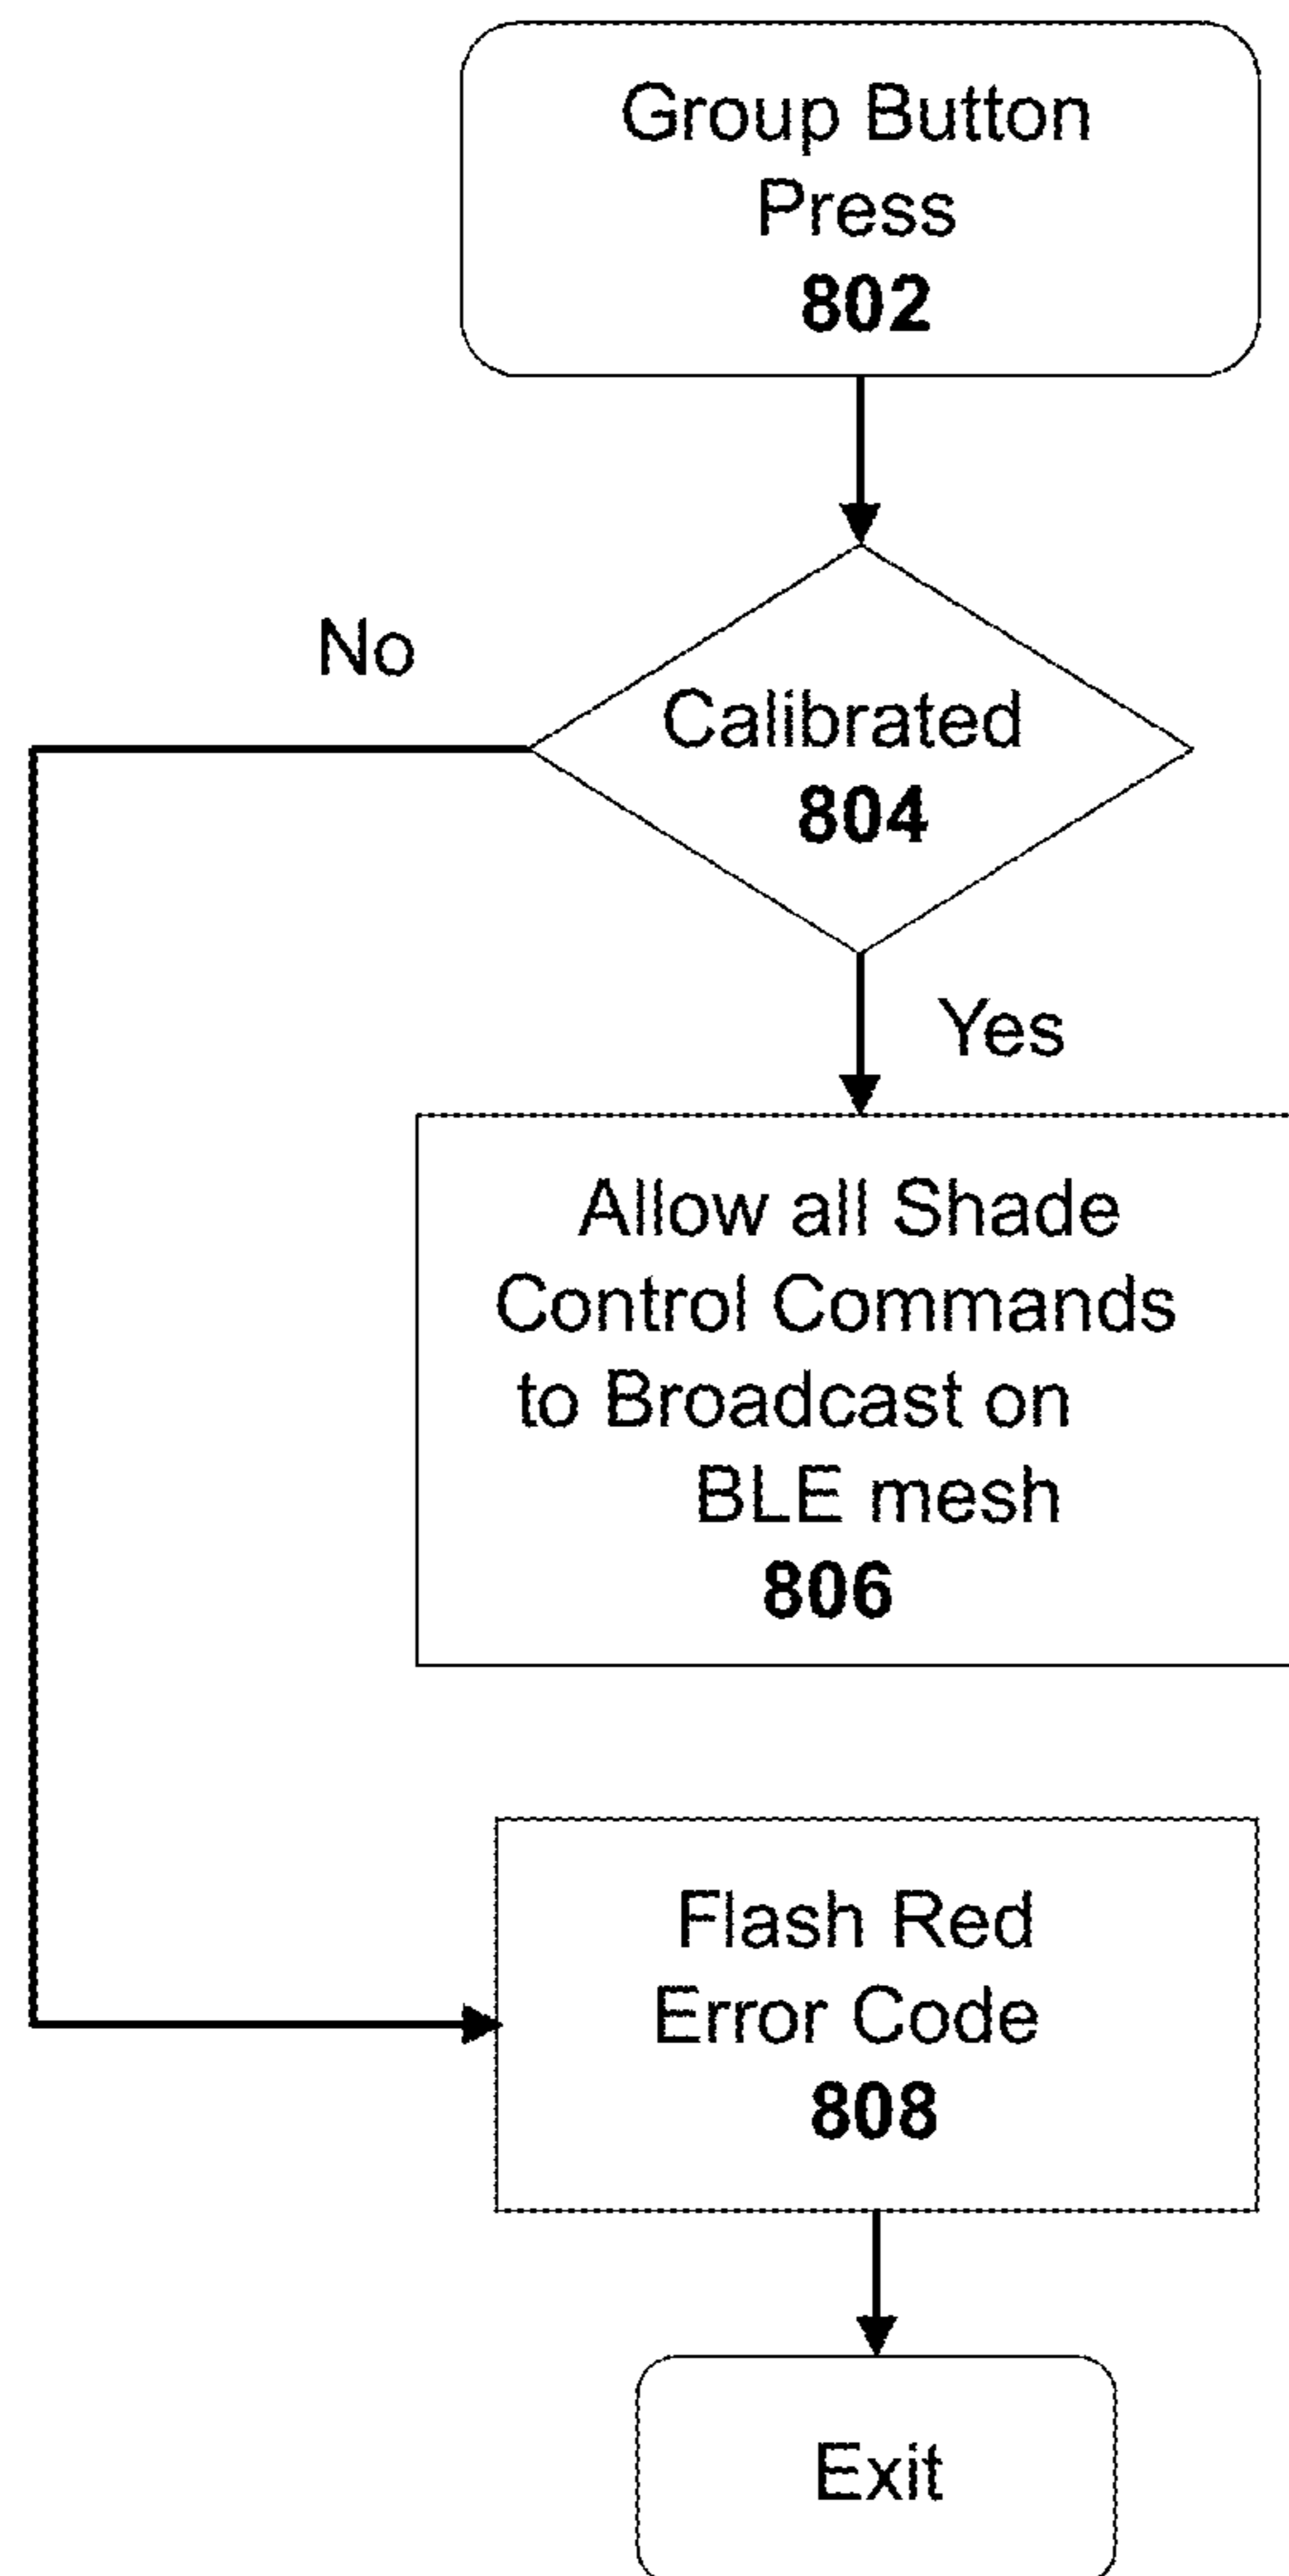 Group Button
Press
802
No
Calibrated
804
Yes
Allow all Shade
Control Commands
to Broadcast on
BLE mesh
806
Flash Red
Error Code
808
Exit